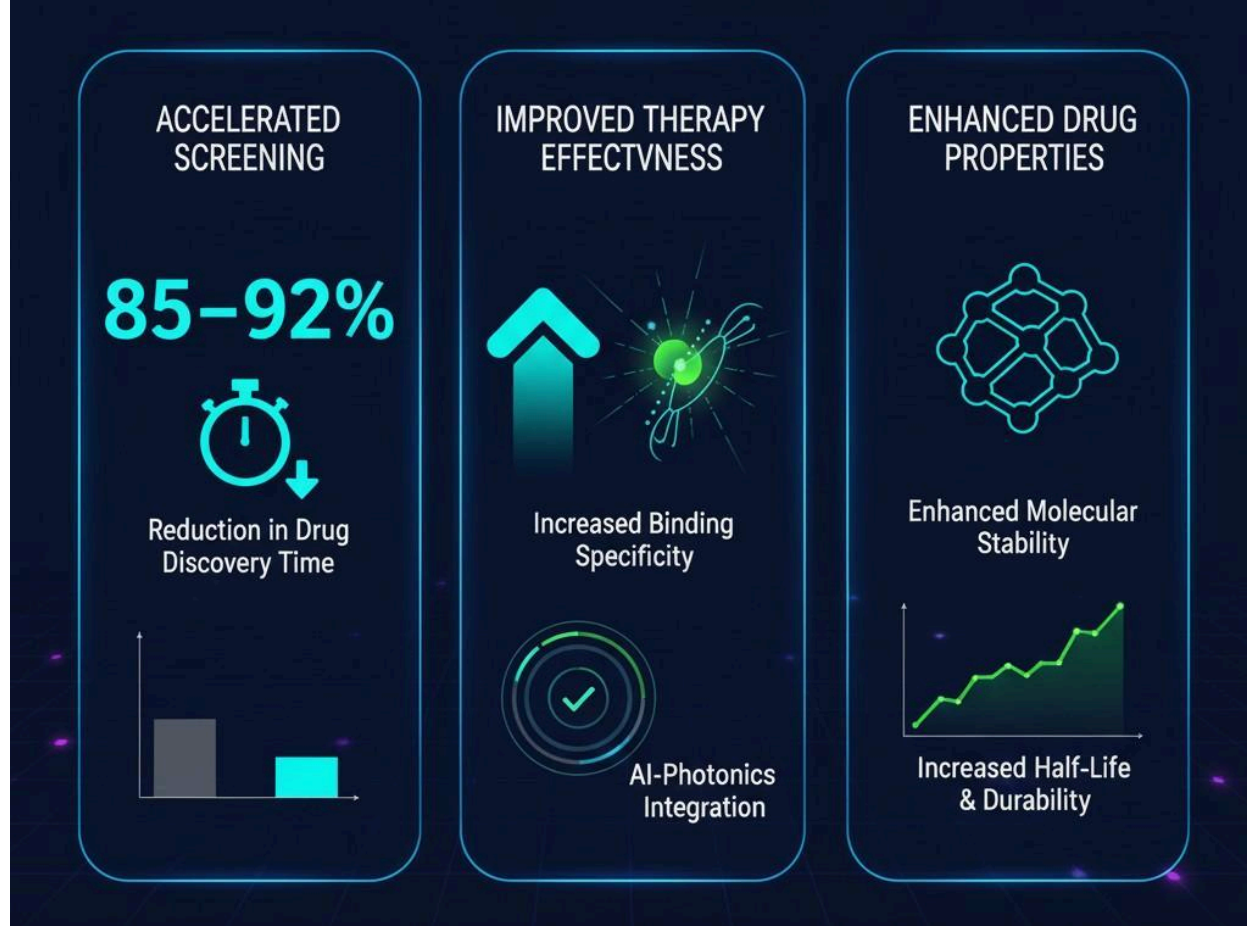 ACCELERATED
SCREENING
85–92%
Reduction in Drug
Discovery Time
IMPROVED THERAPY
EFFECTVNESS
Increased Binding
Specificity
AI-Photonics
Integration
ENHANCED DRUG
PROPERTIES
Enhanced Molecular
Stability
Increased Half-Life
& Durability